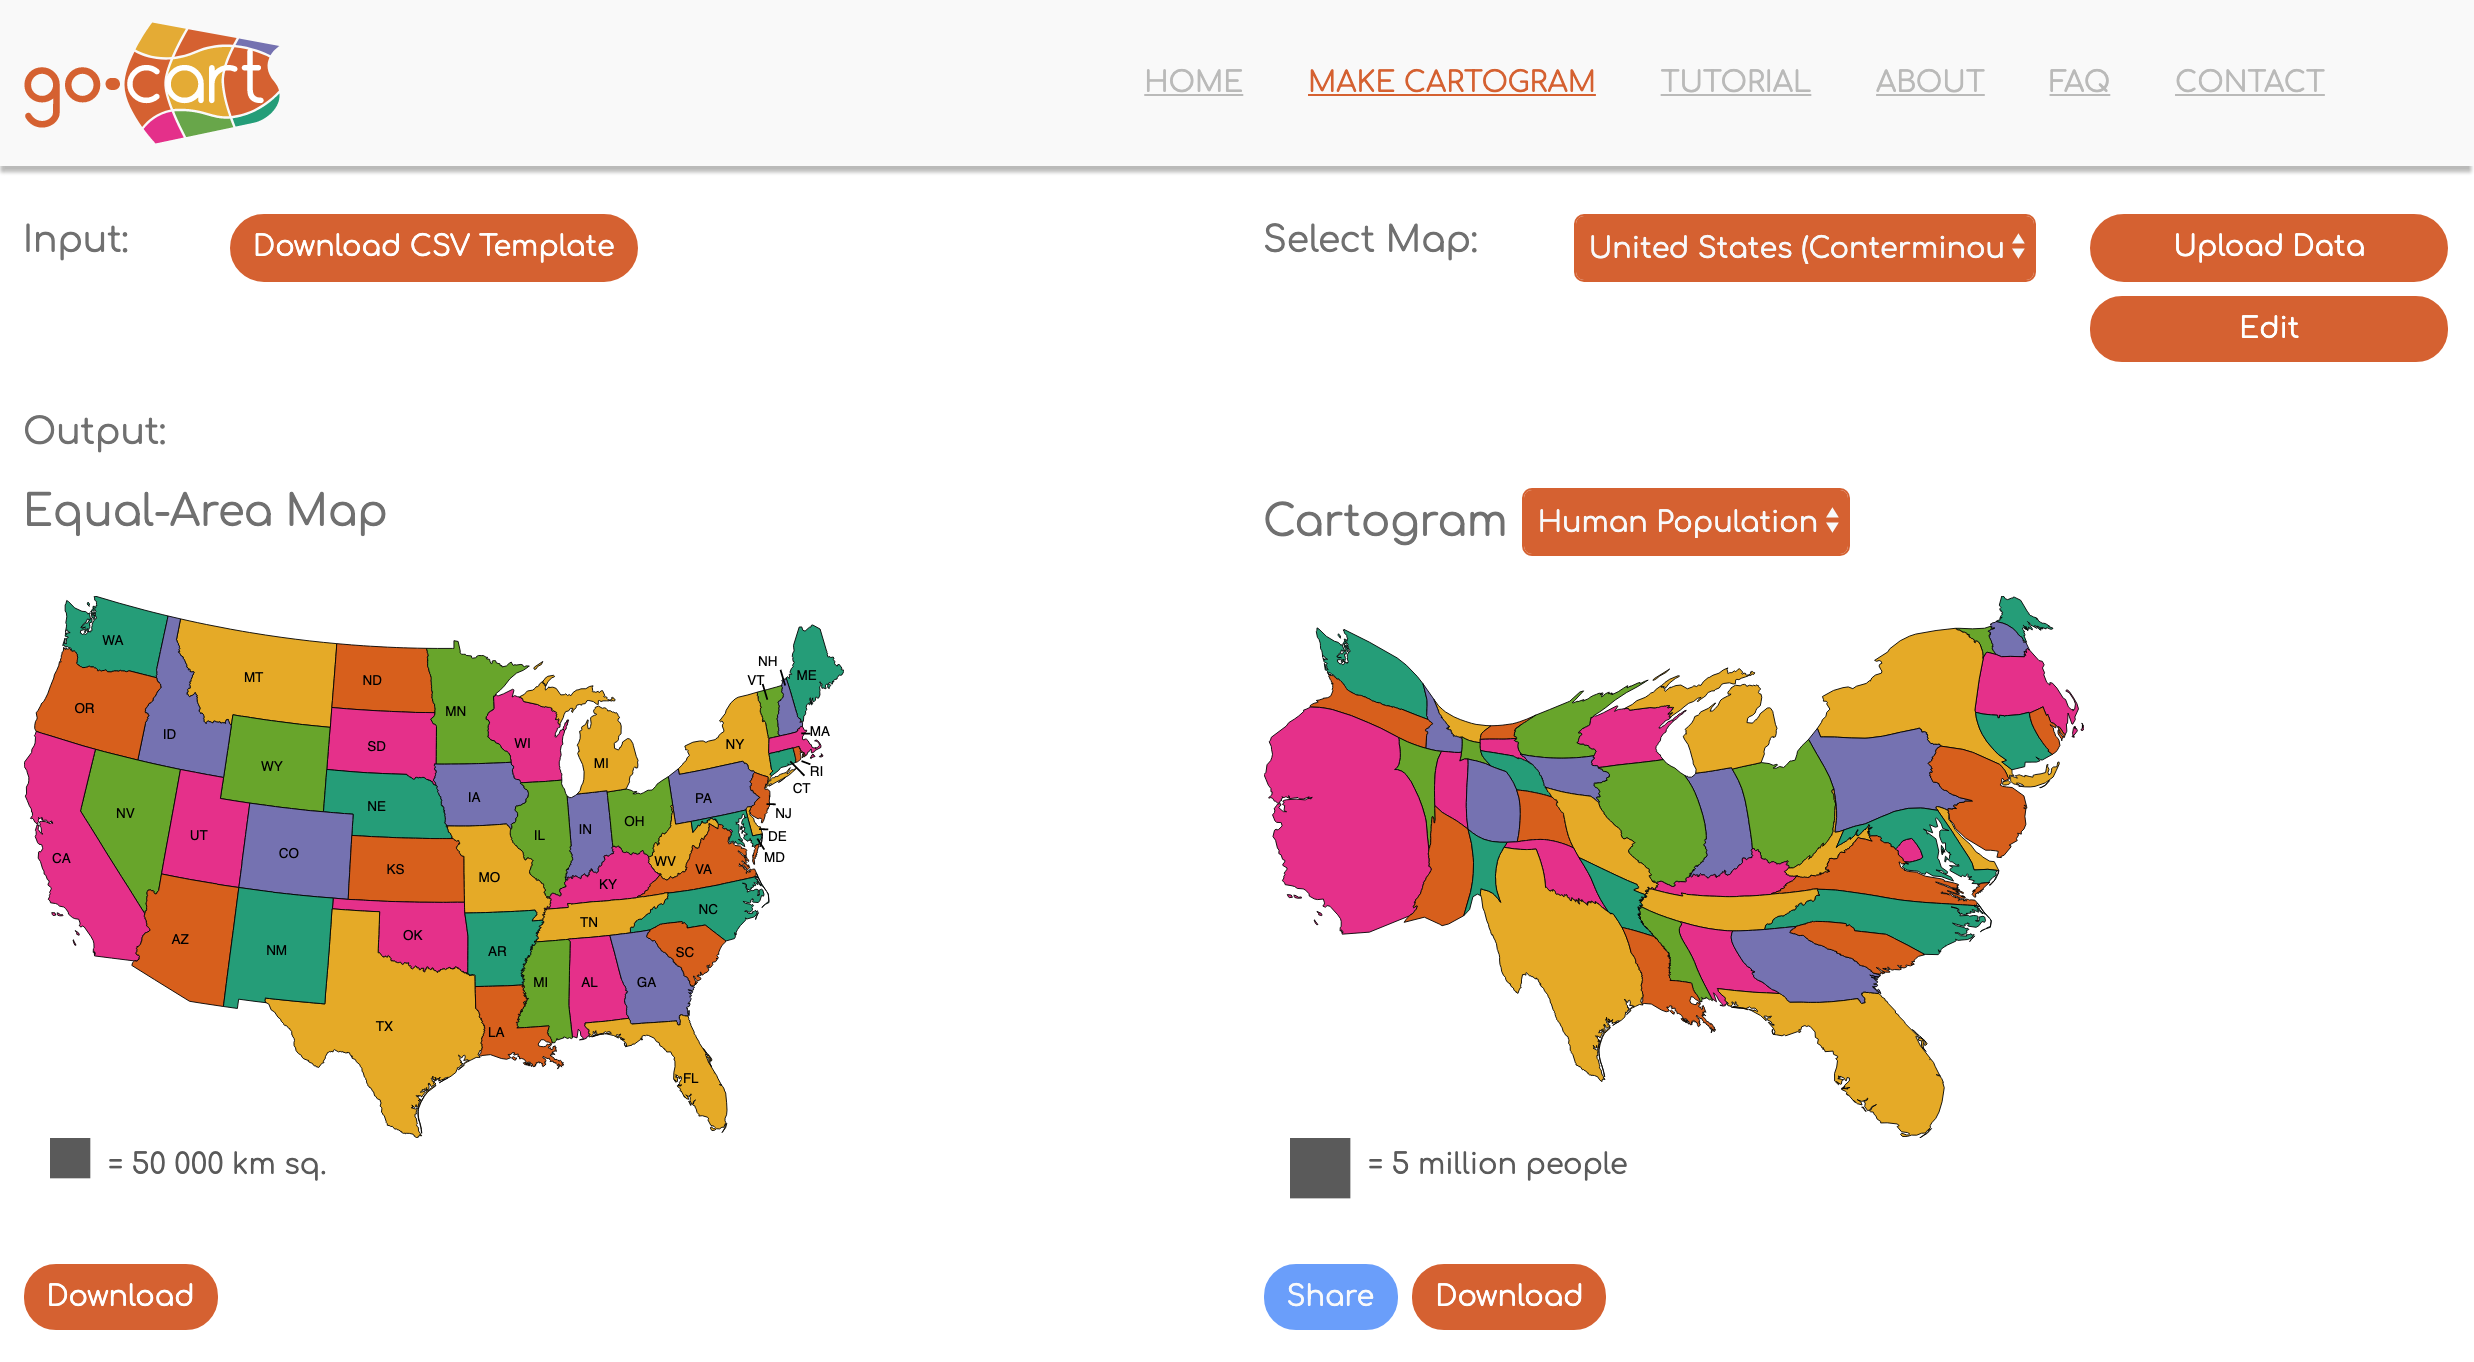 go·cart
HOME MAKE CARTOGRAM TUTORIAL ABOUT FAQ CONTACT
Input: Download CSV Template
Select Map: United States (Conterminou Upload Data
Edit
Output:
Equal-Area Map
Cartogram Human Population
WA
MT
ND
OR
ID
MN
SD
WI
WY
MI
NY
VT
NH
ME
MA
RI
CT
NJ
DE
MD
PA
NE
IA
NV
UT
CO
IL
IN
OH
WV
VA
CA
KS
MO
KY
AZ
NM
OK
TN
NC
AR
SC
MI
AL
GA
TX
LA
FL
= 50 000 km sq.
= 5 million people
Download
Share Download